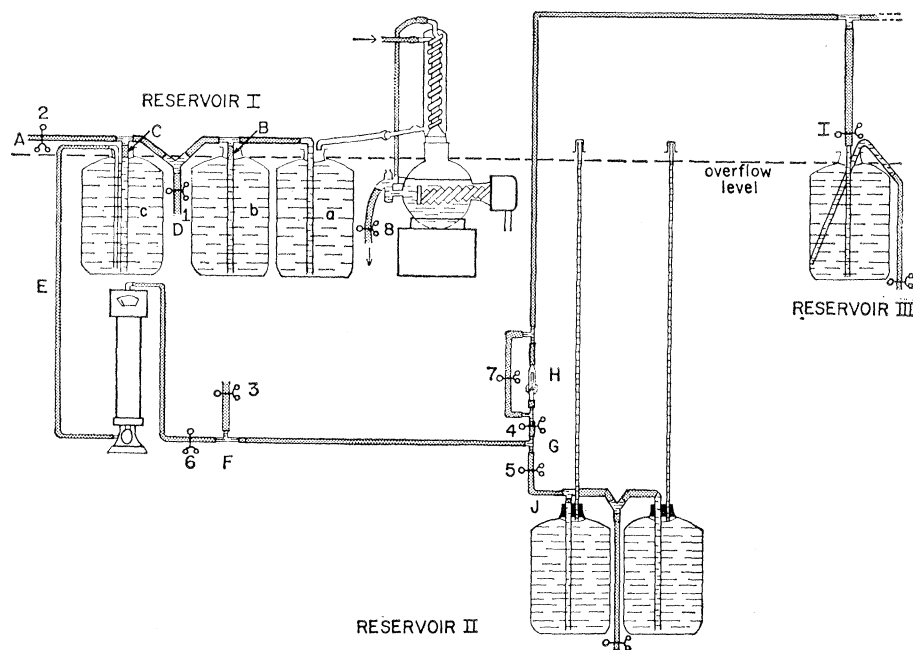 RESERVOIR I
2
A
C
B
c
1
D
b
a
8
E
3
6
F
overflow
level
I
RESERVOIR III
7
H
4
G
5
J
RESERVOIR II